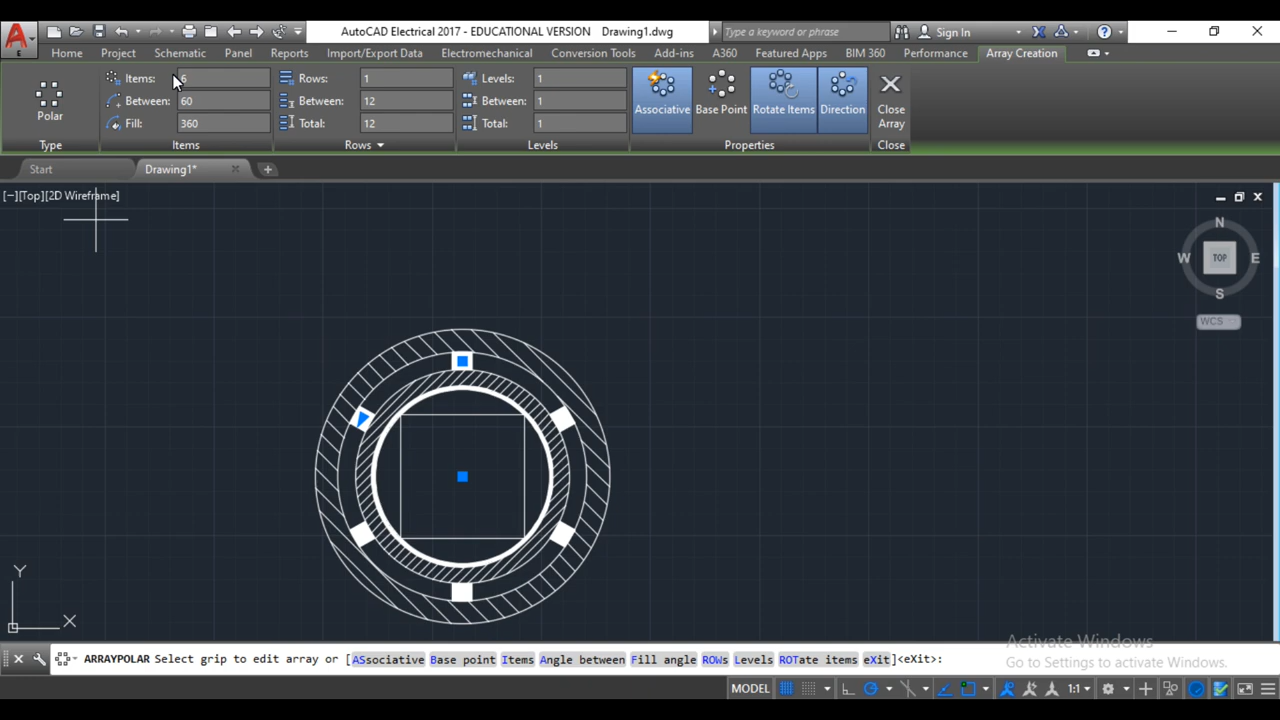 AutoCAD Electrical 2017 - EDUCATIONAL VERSION Drawing1.dwg Type a keyword or phrase Sign In
Home Project Schematic Panel Reports Import/Export Data Electromechanical Conversion Tools Add-ins A360 Featured Apps BIM 360 Performance Array Creation
Items: 6 Rows: 1 Levels: 1
Between: 60 Between: 12 Between: 1
Fill: 360 Total: 12 Total: 1
Polar Associative Base Point Rotate Items Direction Close Array
Type Items Rows Levels Properties Close
Start Drawing1*
[−][Top][2D Wireframe]
N
W TOP E
S
WCS
Y
X
Activate Windows
Go to Settings to activate Windows.
ARRAYPOLAR Select grip to edit array or [ASsociative Base point Items Angle between Fill angle ROWs Levels ROTate items eXit]<eXit>:
MODEL 1:1